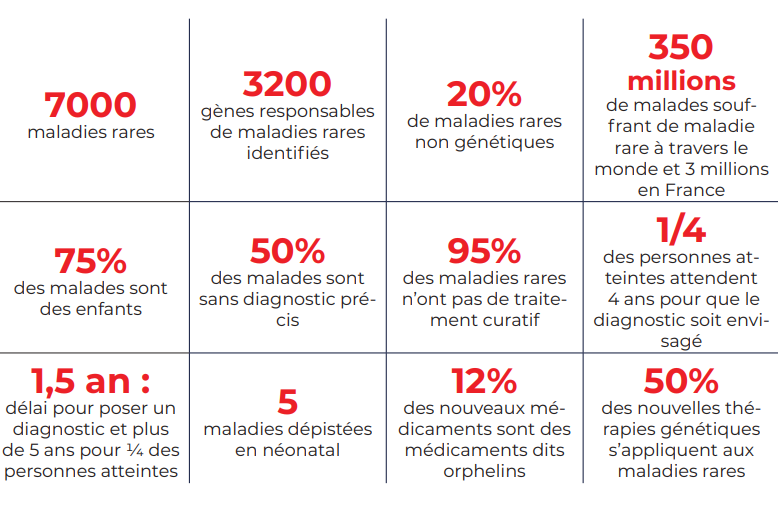 7000
maladies rares
3200
gènes responsables
de maladies rares
identifiés
20%
de maladies rares
non génétiques
350
millions
de malades souf-
frant de maladie
rare à travers le
monde et 3 millions
en France
75%
des malades sont
des enfants
50%
des malades sont
sans diagnostic pré-
cis
95%
des maladies rares
n’ont pas de traite-
ment curatif
1/4
des personnes at-
teintes attendent
4 ans pour que le
diagnostic soit envi-
sagé
1,5 an :
délai pour poser un
diagnostic et plus
de 5 ans pour ¼ des
personnes atteintes
5
maladies dépistées
en néonatal
12%
des nouveaux mé-
dicaments sont des
médicaments dits
orphelins
50%
des nouvelles thé-
rapies génétiques
s’appliquent aux
maladies rares